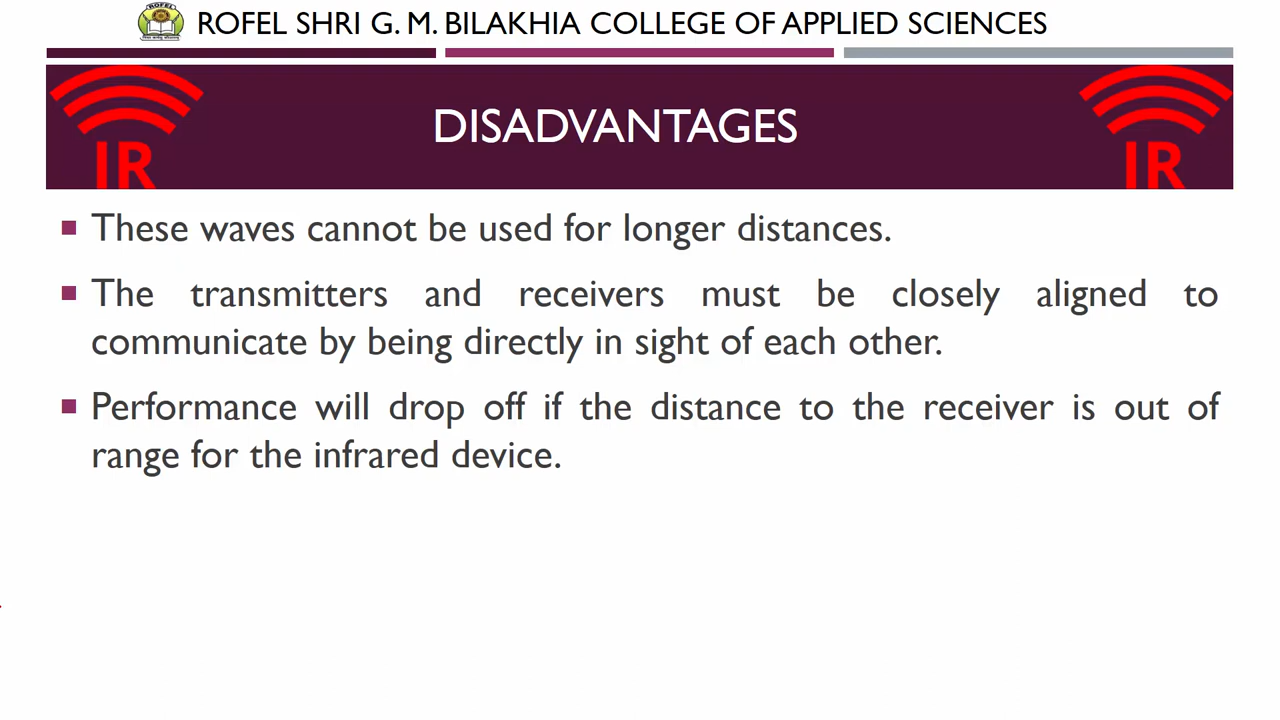 ROFEL
ROFEL SHRI G. M. BILAKHIA COLLEGE OF APPLIED SCIENCES
IR
DISADVANTAGES
IR
These waves cannot be used for longer distances.
The transmitters and receivers must be closely aligned to
communicate by being directly in sight of each other.
Performance will drop off if the distance to the receiver is out of
range for the infrared device.